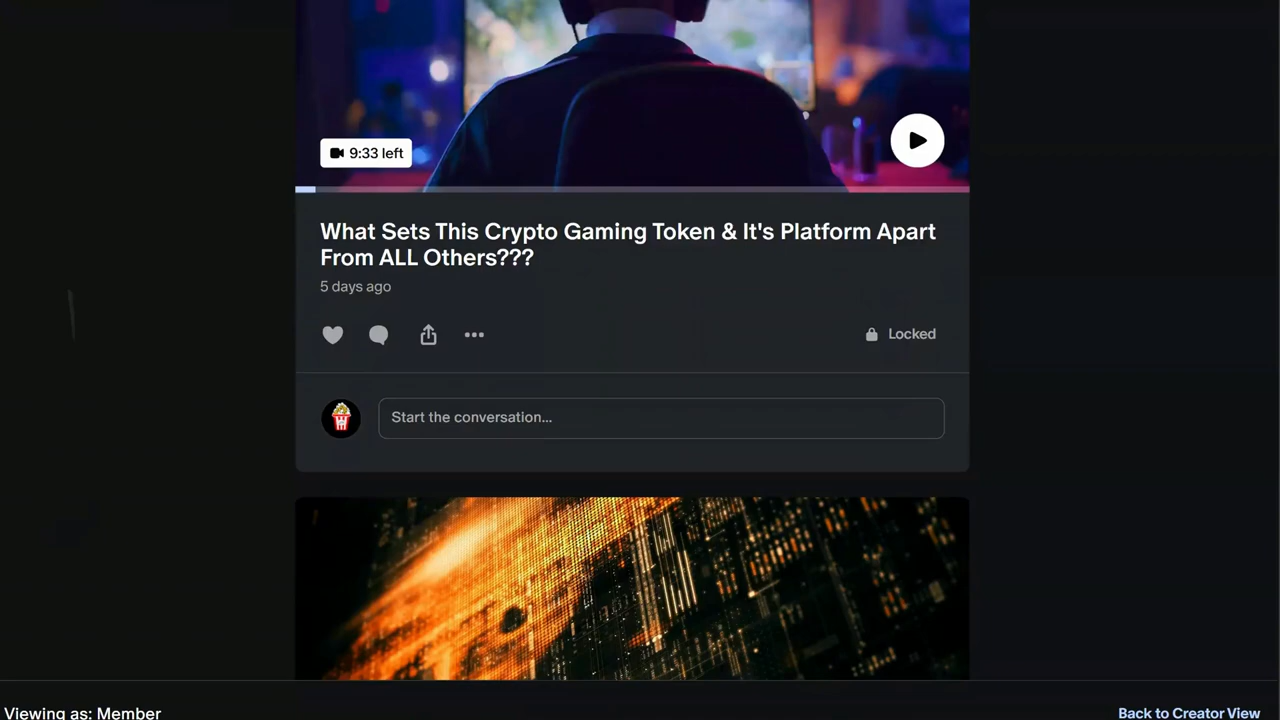 9:33 left
What Sets This Crypto Gaming Token & It's Platform Apart
From ALL Others???
5 days ago
Locked
Start the conversation...
Viewing as: Member
Back to Creator View